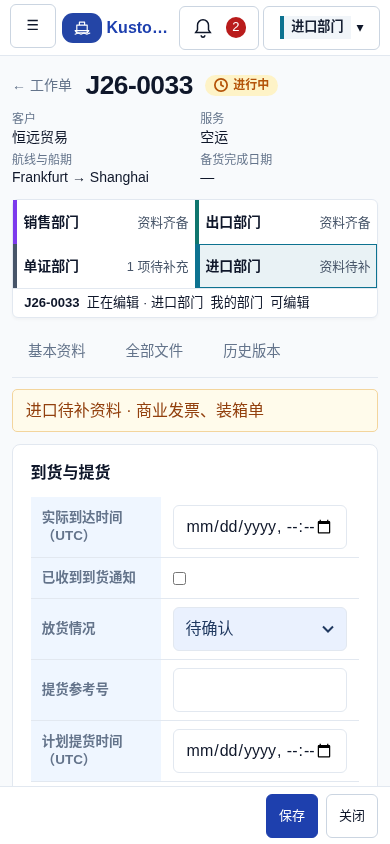 ☰ Kusto... 2 进口部门 ▼
← 工作单 J26-0033 进行中
客户 服务
恒远贸易 空运
航线与船期 备货完成日期
Frankfurt → Shanghai —
销售部门 资料齐备 出口部门 资料齐备
单证部门 1 项待补充 进口部门 资料待补
J26-0033 正在编辑 · 进口部门 我的部门 可编辑
基本资料 全部文件 历史版本
进口待补资料 · 商业发票、装箱单
到货与提货
实际到达时间
（UTC） mm/dd/yyyy, --:--
已收到到货通知
放货情况 待确认
提货参考号
计划提货时间
（UTC） mm/dd/yyyy, --:--
保存 关闭